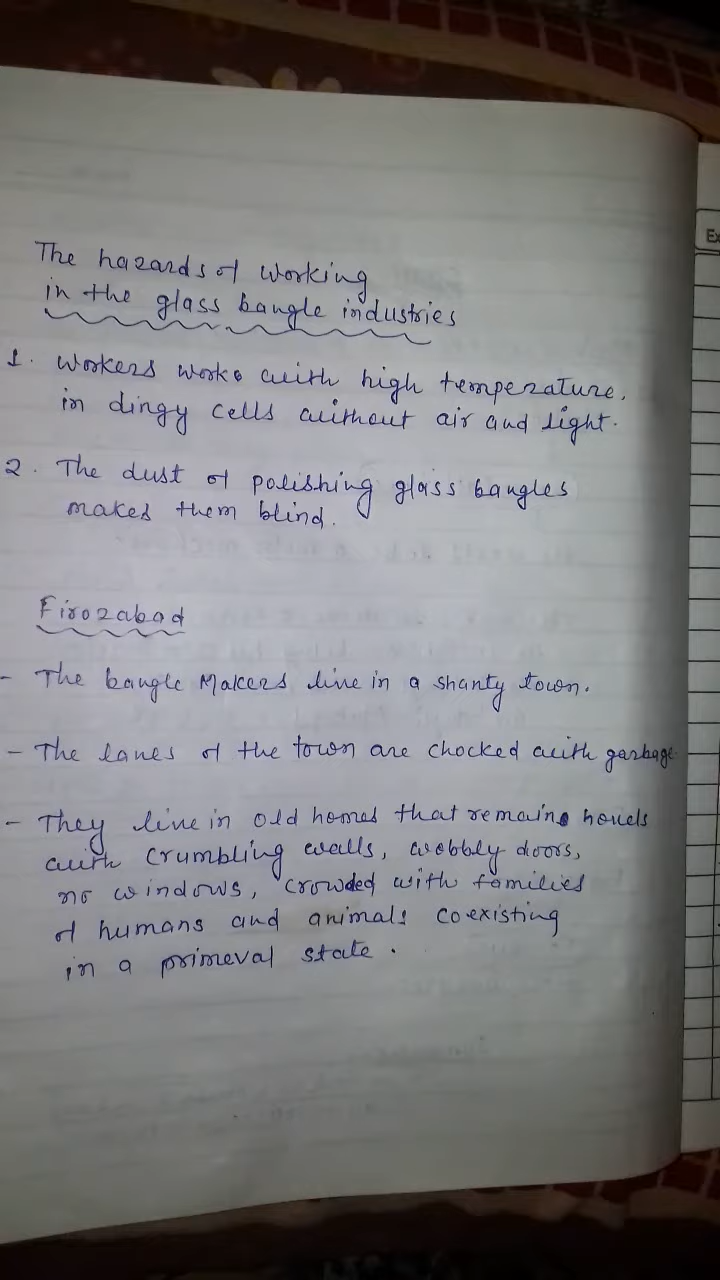 The hazards of working
in the glass bangle industries
1. Workers work with high temperature,
in dingy cells without air and light.
2. The dust of polishing glass bangles
makes them blind.
Firozabad
- The bangle Makers live in a shanty town.
- The lanes of the town are chocked with garbage
- They live in old homes that remains hovels
with crumbling walls, wobbly doors,
no windows, crowded with families
of humans and animals coexisting
in a primeval state.
Ex